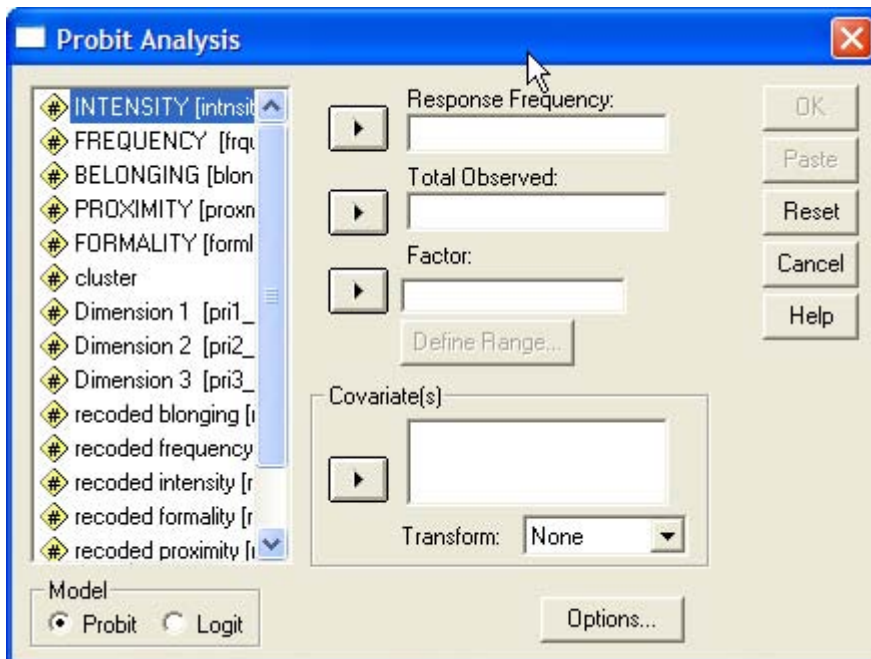 Probit Analysis
INTENSITY [intnsit
FREQUENCY [frqu
BELONGING [blon
PROXIMITY [proxn
FORMALITY [forml
cluster
Dimension 1 [pri1_
Dimension 2 [pri2_
Dimension 3 [pri3_
recoded blonging [r
recoded frequency
recoded intensity [r
recoded formality [r
recoded proximity [r
Response Frequency:
Total Observed:
Factor:
Define Range...
Covariate(s)
Transform: None
OK
Paste
Reset
Cancel
Help
Model
Probit Logit
Options...